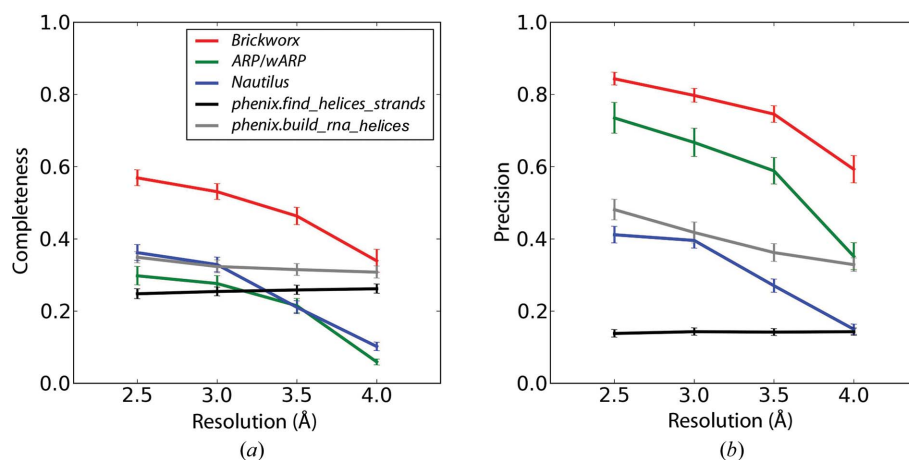 1.0
0.8
0.6
0.4
0.2
0.0
Completeness
Brickworx
ARP/wARP
Nautilus
phenix.find_helices_strands
phenix.build_rna_helices
2.5 3.0 3.5 4.0
Resolution (Å)
(a)
1.0
0.8
0.6
0.4
0.2
0.0
Precision
2.5 3.0 3.5 4.0
Resolution (Å)
(b)